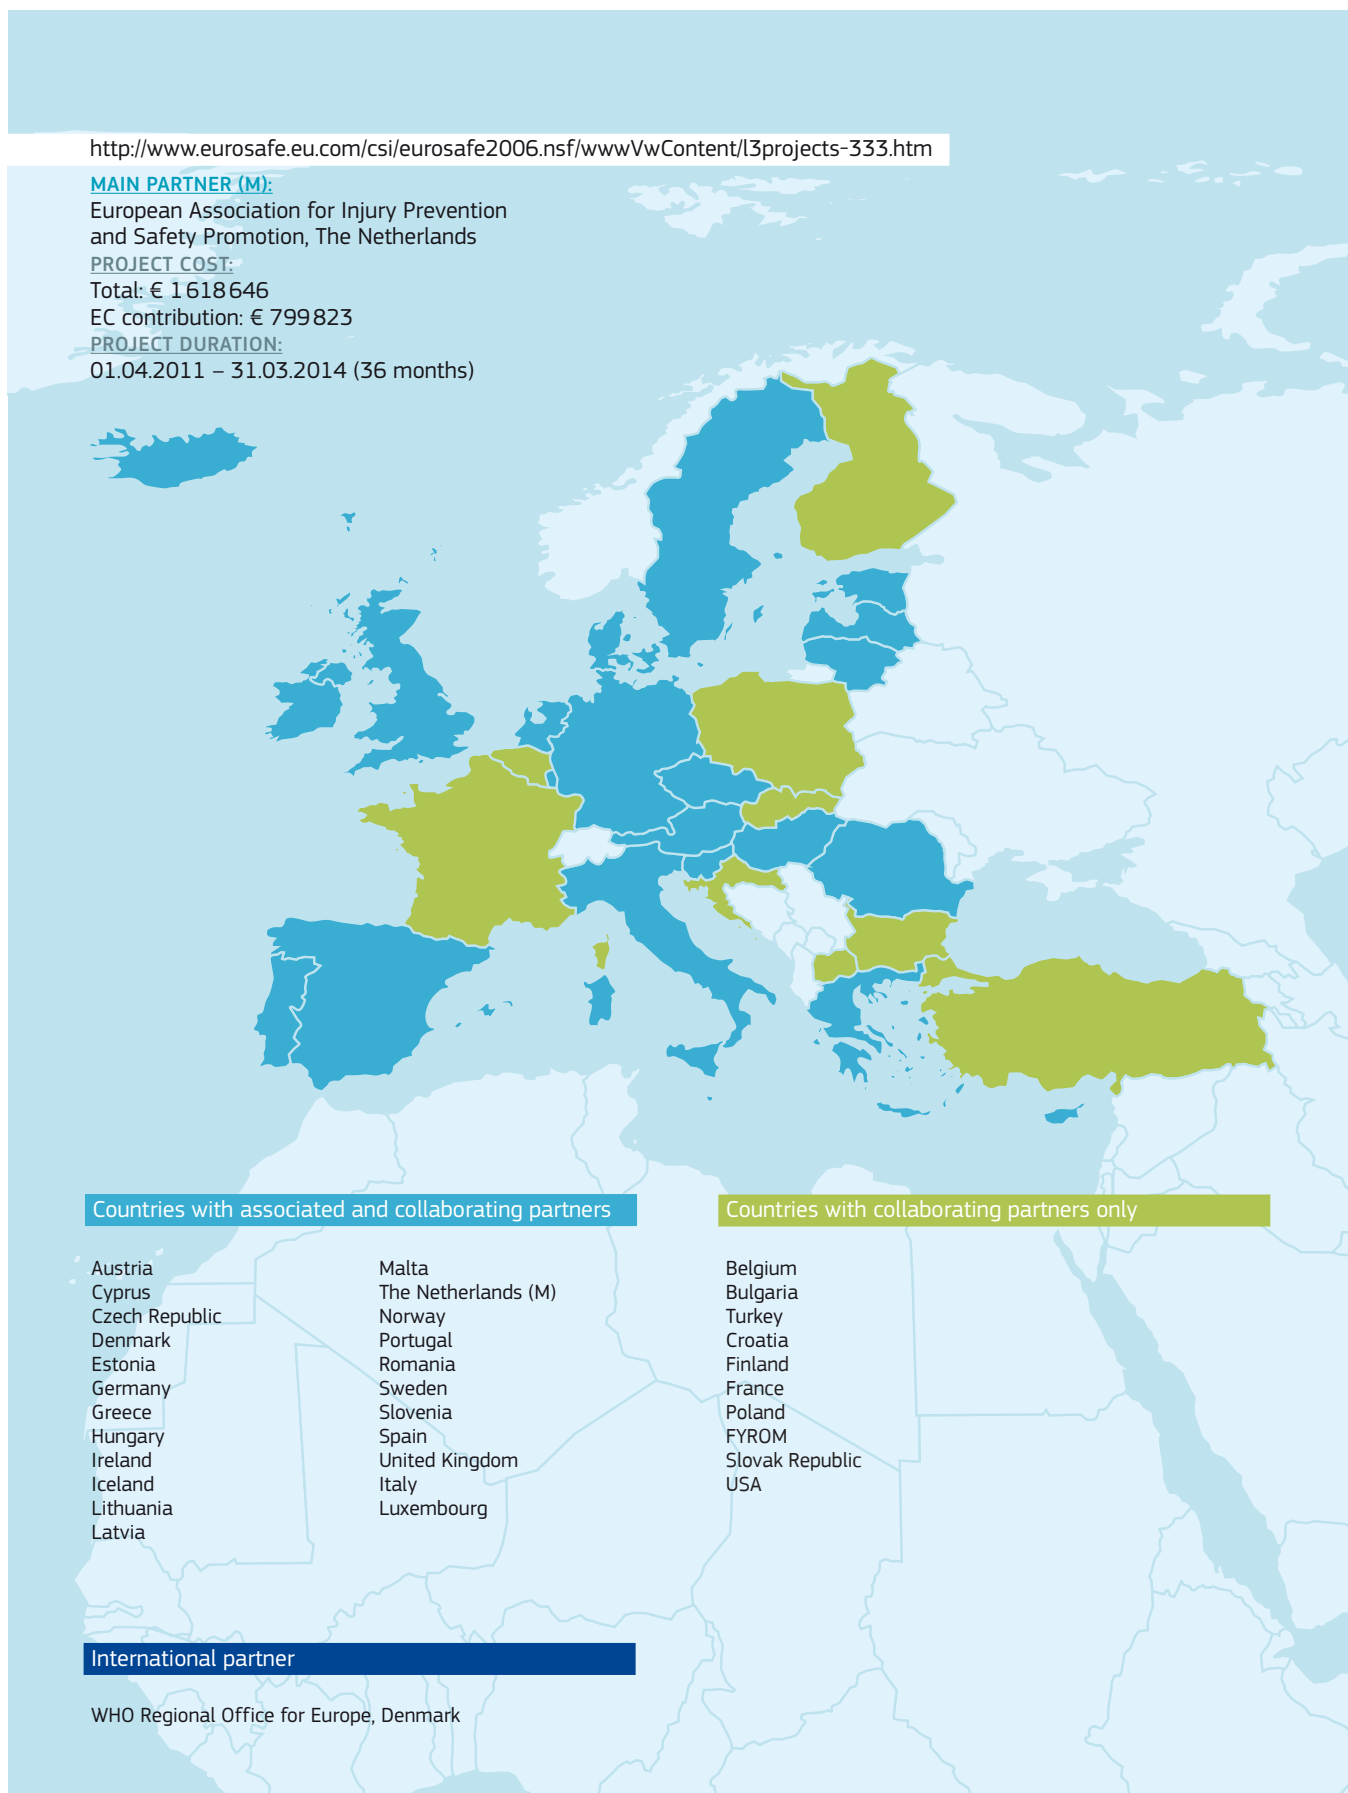 http://www.eurosafe.eu.com/csi/eurosafe2006.nsf/wwwVwContent/l3projects-333.htm
MAIN PARTNER (M):
European Association for Injury Prevention
and Safety Promotion, The Netherlands
PROJECT COST:
Total: € 1 618 646
EC contribution: € 799 823
PROJECT DURATION:
01.04.2011 – 31.03.2014 (36 months)
Countries with associated and collaborating partners
Austria
Cyprus
Czech Republic
Denmark
Estonia
Germany
Greece
Hungary
Ireland
Iceland
Lithuania
Latvia
Malta
The Netherlands (M)
Norway
Portugal
Romania
Sweden
Slovenia
Spain
United Kingdom
Italy
Luxembourg
Countries with collaborating partners only
Belgium
Bulgaria
Turkey
Croatia
Finland
France
Poland
FYROM
Slovak Republic
USA
International partner
WHO Regional Office for Europe, Denmark